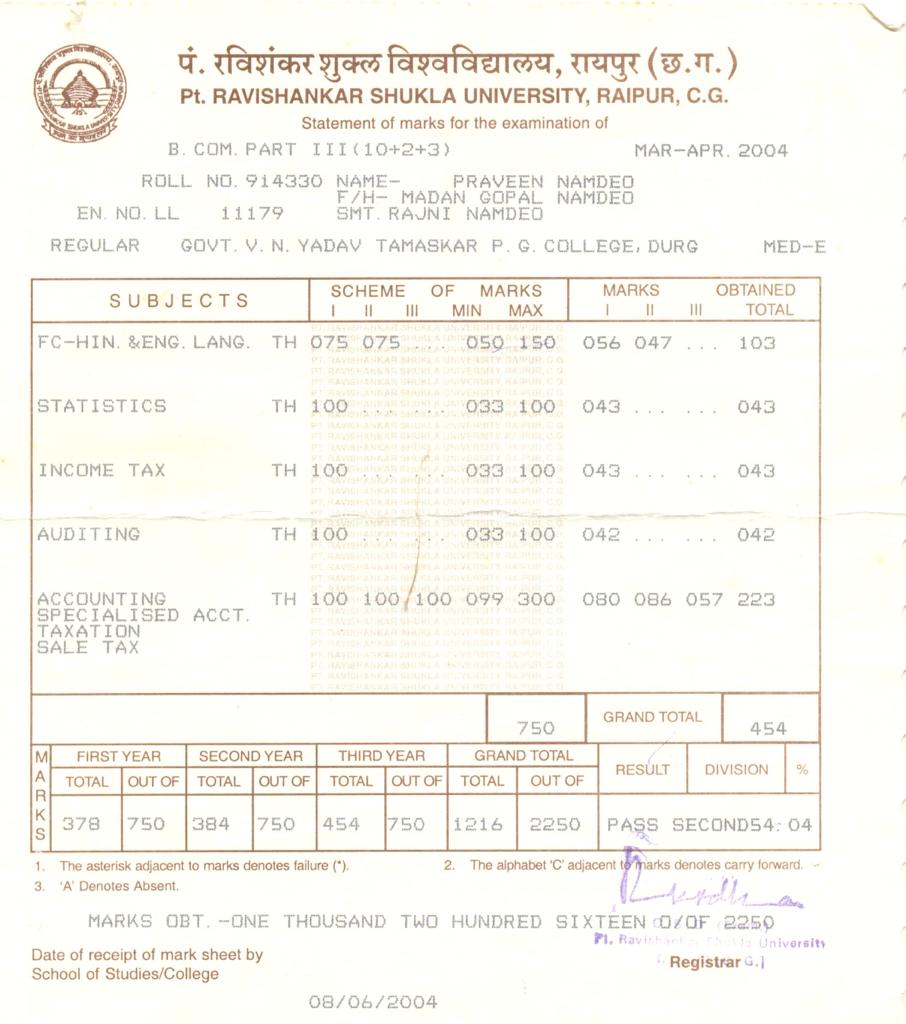 पं. रविशंकर शुक्ल विश्वविद्यालय, रायपुर (छ.ग.)
Pt. RAVISHANKAR SHUKLA UNIVERSITY, RAIPUR, C.G.
Statement of marks for the examination of
B. COM. PART III(10+2+3) MAR-APR. 2004
ROLL NO. 914330 NAME- PRAVEEN NAMDEO
F/H- MADAN GOPAL NAMDEO
EN. NO. LL 11179 SMT. RAJNI NAMDEO
REGULAR GOVT. V. N. YADAV TAMASKAR P. G. COLLEGE, DURG MED-E
SUBJECTS SCHEME OF MARKS MARKS OBTAINED
I II III MIN MAX I II III TOTAL
FC-HIN. &ENG. LANG. TH 075 075 ... 050 150 056 047 ... 103
STATISTICS TH 100 ... ... 033 100 043 ... ... 043
INCOME TAX TH 100 ... ... 033 100 043 ... ... 043
AUDITING TH 100 ... ... 033 100 042 ... ... 042
ACCOUNTING TH 100 100 100 099 300 080 086 057 223
SPECIALISED ACCT.
TAXATION
SALE TAX
750 GRAND TOTAL 454
MARKS FIRST YEAR SECOND YEAR THIRD YEAR GRAND TOTAL RESULT DIVISION %
TOTAL OUT OF TOTAL OUT OF TOTAL OUT OF TOTAL OUT OF
378 750 384 750 454 750 1216 2250 PASS SECOND54.04
1. The asterisk adjacent to marks denotes failure (*). 2. The alphabet 'C' adjacent to marks denotes carry forward.
3. 'A' Denotes Absent.
MARKS OBT. -ONE THOUSAND TWO HUNDRED SIXTEEN O/OF 2250
Pt. Ravishankar Shukla University
Date of receipt of mark sheet by
School of Studies/College
Registrar
08/06/2004